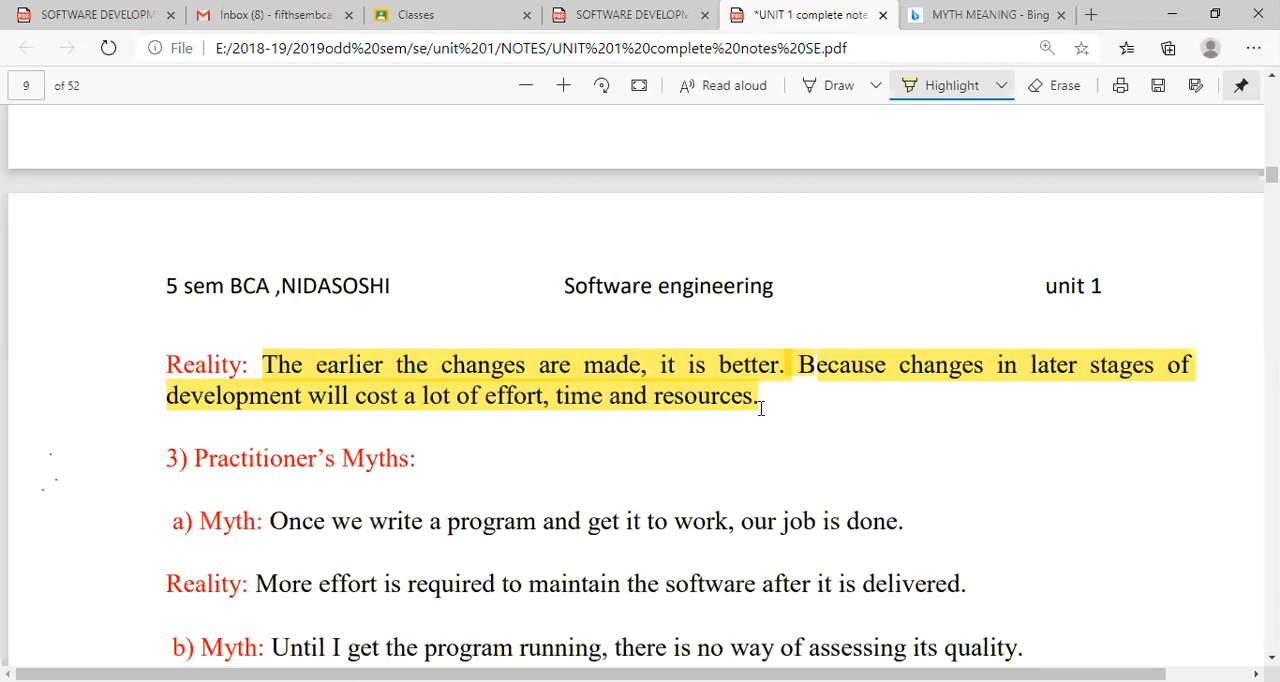 SOFTWARE DEVELOPM
Inbox (8) - fifthsembca
Classes
SOFTWARE DEVELOPM
*UNIT 1 complete note
MYTH MEANING - Bing
File
E:/2018-19/2019odd%20sem/se/unit%201/NOTES/UNIT%201%20complete%20notes%20SE.pdf
9 of 52
Read aloud
Draw
Highlight
Erase
5 sem BCA ,NIDASOSHI Software engineering unit 1
Reality: The earlier the changes are made, it is better. Because changes in later stages of
development will cost a lot of effort, time and resources.
3) Practitioner’s Myths:
a) Myth: Once we write a program and get it to work, our job is done.
Reality: More effort is required to maintain the software after it is delivered.
b) Myth: Until I get the program running, there is no way of assessing its quality.